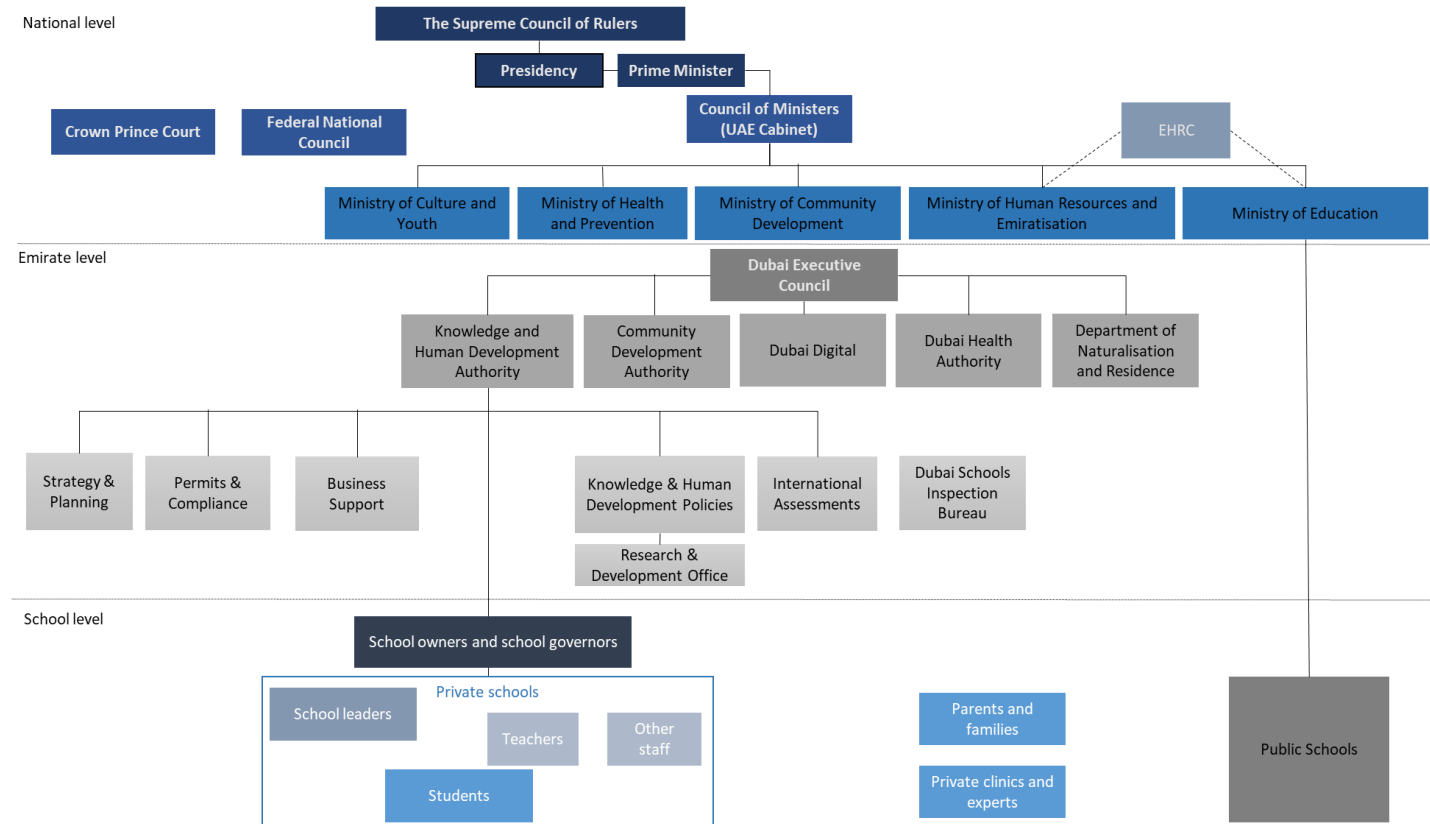 National level
The Supreme Council of Rulers
Presidency
Prime Minister
Crown Prince Court
Federal National
Council
Council of Ministers
(UAE Cabinet)
EHRC
Ministry of Culture and
Youth
Ministry of Health
and Prevention
Ministry of Community
Development
Ministry of Human Resources and
Emiratisation
Ministry of Education
Emirate level
Dubai Executive
Council
Knowledge and
Human Development
Authority
Community
Development
Authority
Dubai Digital
Dubai Health
Authority
Department of
Naturalisation
and Residence
Strategy &
Planning
Permits &
Compliance
Business
Support
Knowledge & Human
Development Policies
International
Assessments
Dubai Schools
Inspection
Bureau
Research &
Development Office
School level
School owners and school governors
Private schools
School leaders
Teachers
Other
staff
Students
Parents and
families
Private clinics and
experts
Public Schools